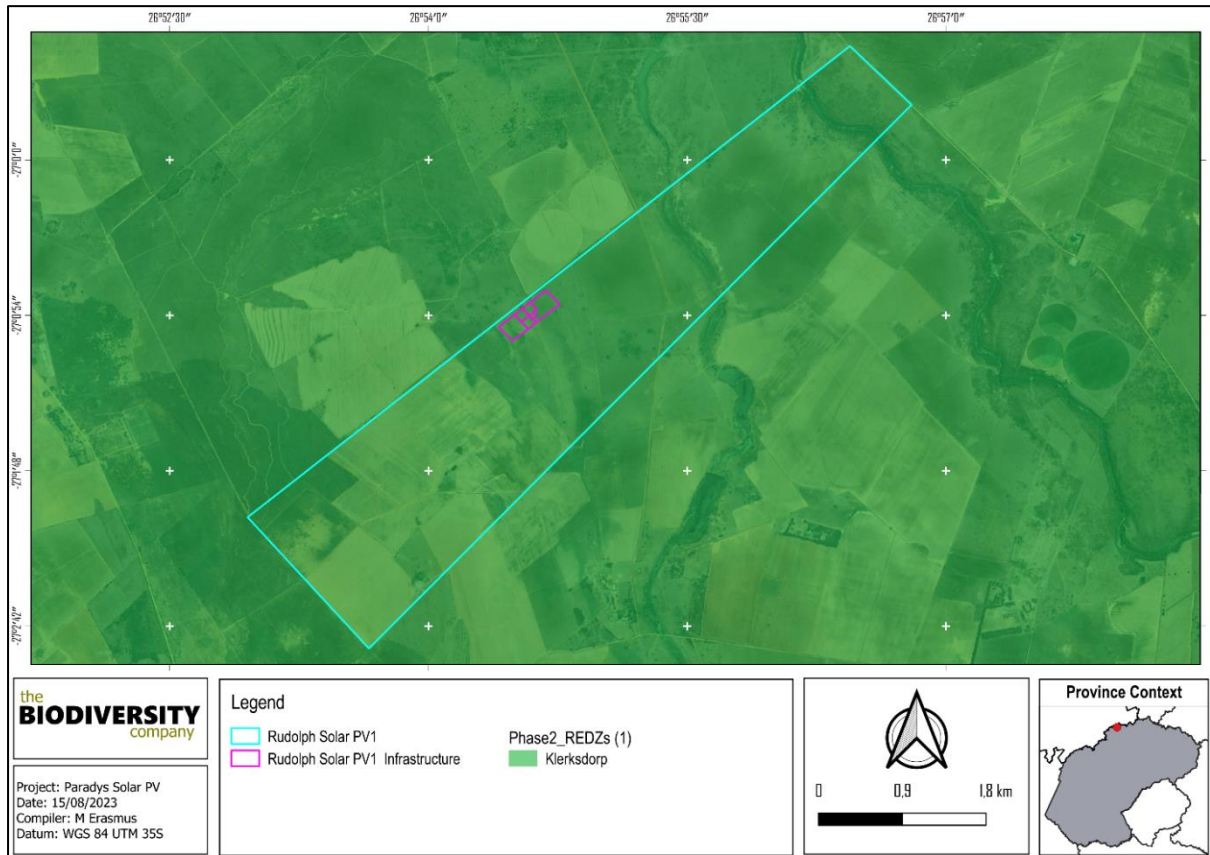 26°52'30" 26°54'0" 26°55'30" 26°57'0"
-27°0'0"
-27°0'54"
-27°1'48"
-27°2'42"
the
BIODIVERSITY
company
Project: Paradys Solar PV
Date: 15/08/2023
Compiler: M Erasmus
Datum: WGS 84 UTM 35S
Legend
Rudolph Solar PV1
Rudolph Solar PV1 Infrastructure
Phase2_REDZs (1)
Klerksdorp
0 0,9 1,8 km
Province Context